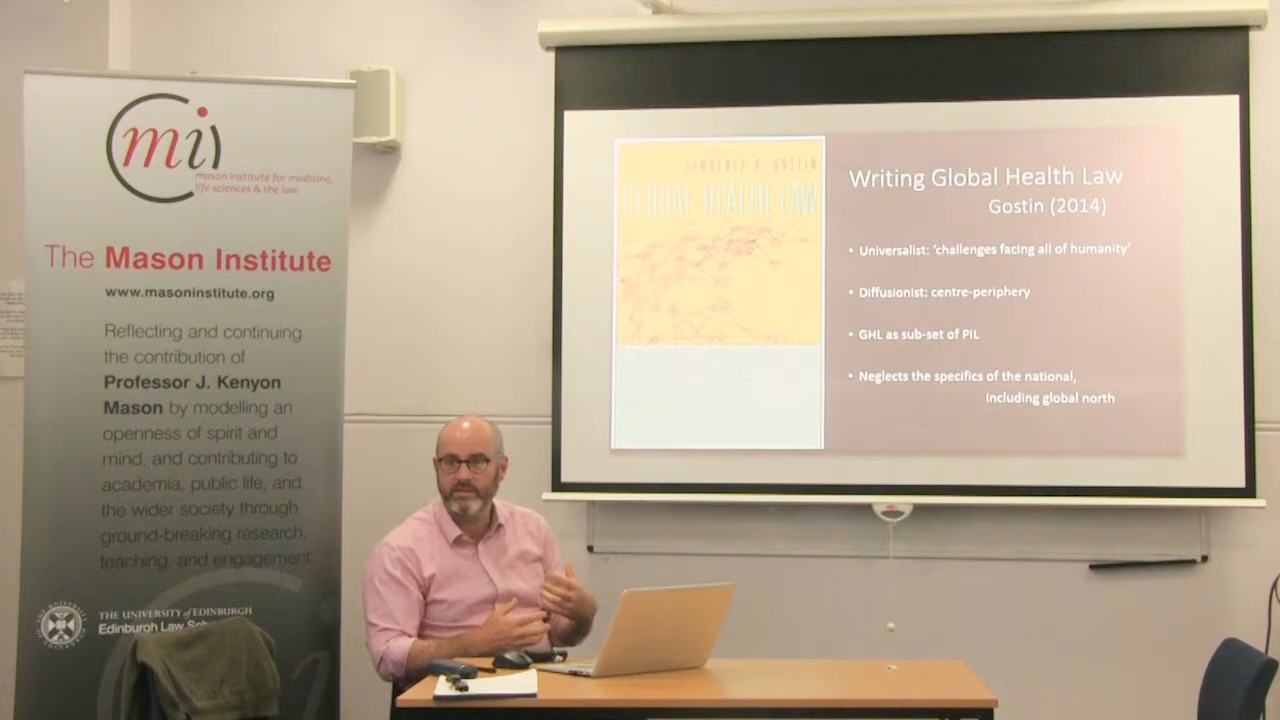 mi
mason institute for medicine,
life sciences & the law
The Mason Institute
www.masoninstitute.org
Reflecting and continuing
the contribution of
Professor J. Kenyon
Mason by modelling an
openness of spirit and
mind, and contributing to
academia, public life, and
the wider society through
ground-breaking research,
teaching, and engagement
THE UNIVERSITY of EDINBURGH
Edinburgh Law
LAWRENCE O. GOSTIN
GLOBAL HEALTH LAW
Writing Global Health Law
Gostin (2014)
• Universalist: ‘challenges facing all of humanity’
• Diffusionist: centre-periphery
• GHL as sub-set of PIL
• Neglects the specifics of the national,
including global north